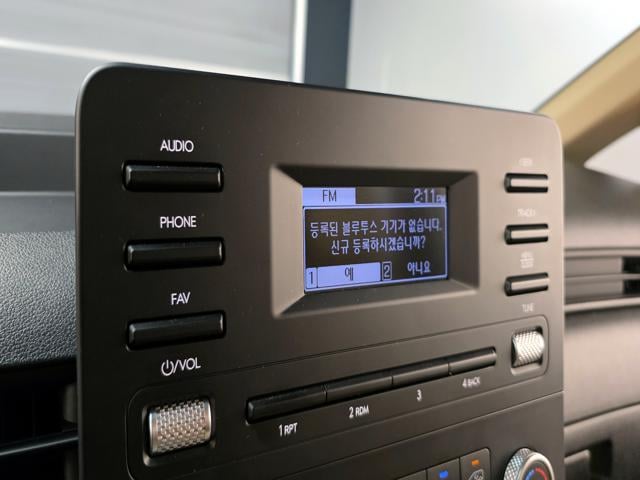 AUDIO
PHONE
FAV
⏻/VOL
FM 2:11
등록된 블루투스 기기가 없습니다.
신규 등록하시겠습니까?
1 예 2 아니요
1 RPT
2 RDM
3
4 BACK
TUNE